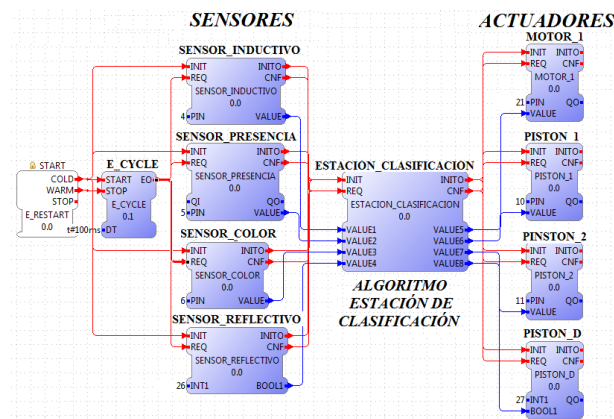 SENSORES
ACTUADORES
SENSOR_INDUCTIVO
INIT INITO
REQ CNF
SENSOR_INDUCTIVO
0.0
4 PIN VALUE
SENSOR_PRESENCIA
INIT INITO
REQ CNF
SENSOR_PRESENCIA
0.0
QI QO
5 PIN VALUE
START
COLD
WARM
STOP
E_RESTART
0.0
E_CYCLE
START EO
STOP
E_CYCLE
0.1
t#100ms DT
SENSOR_COLOR
INIT INITO
REQ CNF
SENSOR_COLOR
0.0
6 PIN VALUE
SENSOR_REFLECTIVO
INIT INITO
REQ CNF
SENSOR_REFLECTIVO
0.0
26 INT1 BOOL1
ESTACION_CLASIFICACION
INIT INITO
REQ CNF
ESTACION_CLASIFICACION
0.0
VALUE1 VALUE5
VALUE2 VALUE6
VALUE3 VALUE7
VALUE4 VALUE8
ALGORITMO
ESTACIÓN DE
CLASIFICACIÓN
MOTOR_1
INIT INITO
REQ CNF
MOTOR_1
0.0
21 PIN QO
VALUE
PISTON_1
INIT INITO
REQ CNF
PISTON_1
0.0
10 PIN QO
VALUE
PINSTON_2
INIT INITO
REQ CNF
PISTON_2
0.0
11 PIN QO
VALUE
PISTON_D
INIT INITO
REQ CNF
PISTON_D
0.0
27 INT1 QO
BOOL1